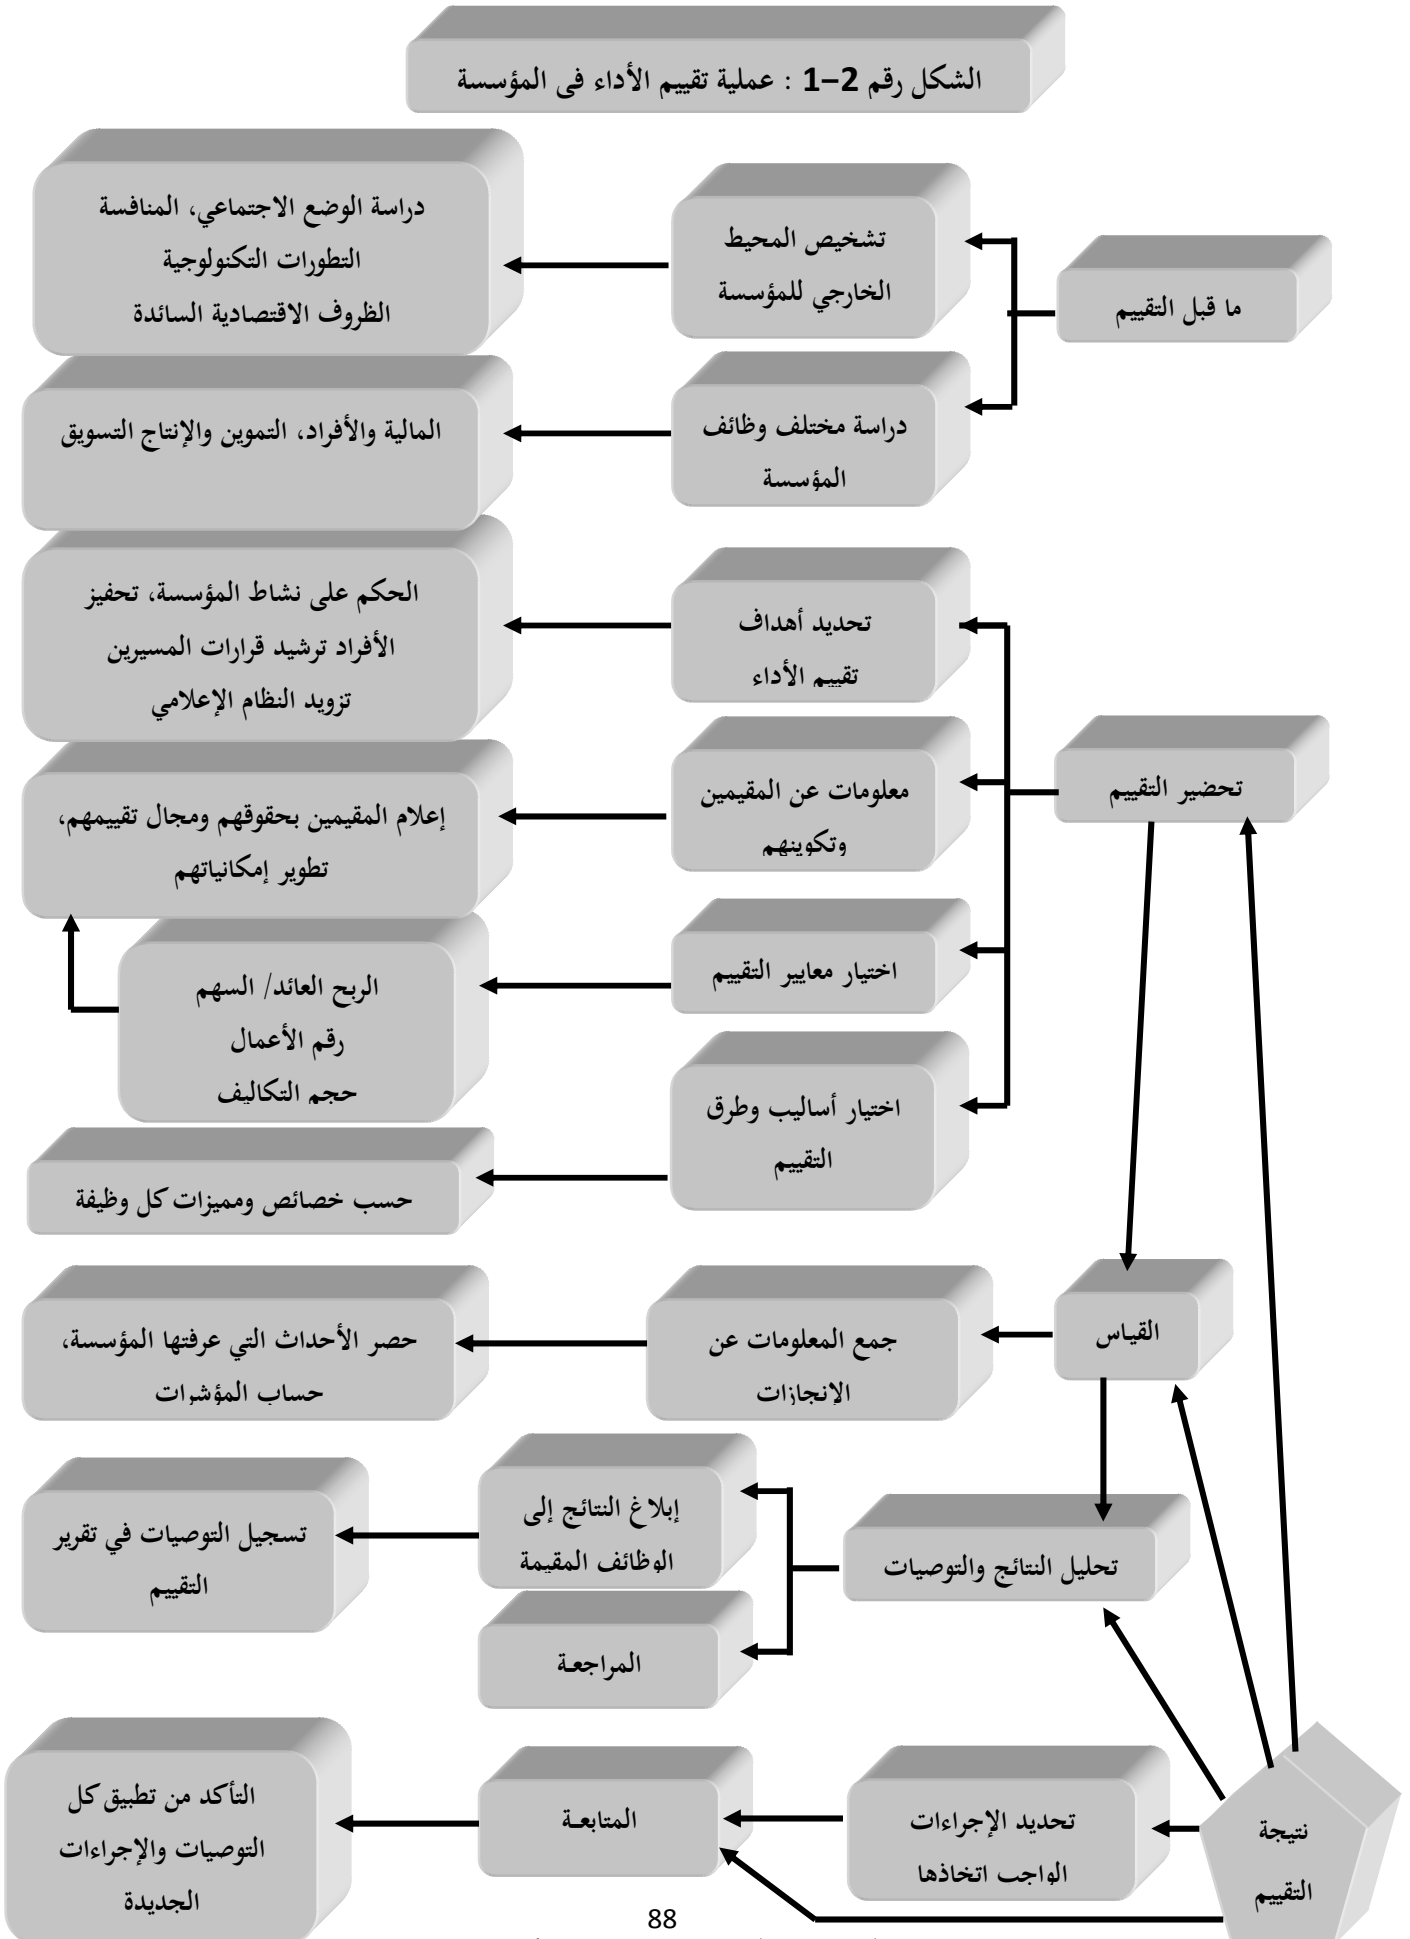 الشكل رقم 2–1 : عملية تقييم الأداء فى المؤسسة
ما قبل التقييم
تشخيص المحيط
الخارجي للمؤسسة
دراسة الوضع الاجتماعي، المنافسة
التطورات التكنولوجية
الظروف الاقتصادية السائدة
دراسة مختلف وظائف
المؤسسة
المالية والأفراد، التموين والإنتاج التسويق
تحضير التقييم
تحديد أهداف
تقييم الأداء
الحكم على نشاط المؤسسة، تحفيز
الأفراد ترشيد قرارات المسيرين
تزويد النظام الإعلامي
معلومات عن المقيمين
وتكوينهم
إعلام المقيمين بحقوقهم ومجال تقييمهم،
تطوير إمكانياتهم
اختيار معايير التقييم
الربح العائد/ السهم
رقم الأعمال
حجم التكاليف
اختيار أساليب وطرق
التقييم
حسب خصائص ومميزات كل وظيفة
القياس
جمع المعلومات عن
الإنجازات
حصر الأحداث التي عرفتها المؤسسة،
حساب المؤشرات
تحليل النتائج والتوصيات
إبلاغ النتائج إلى
الوظائف المقيمة
تسجيل التوصيات في تقرير
التقييم
المراجعة
نتيجة
التقييم
تحديد الإجراءات
الواجب اتخاذها
المتابعة
التأكد من تطبيق كل
التوصيات والإجراءات
الجديدة
88